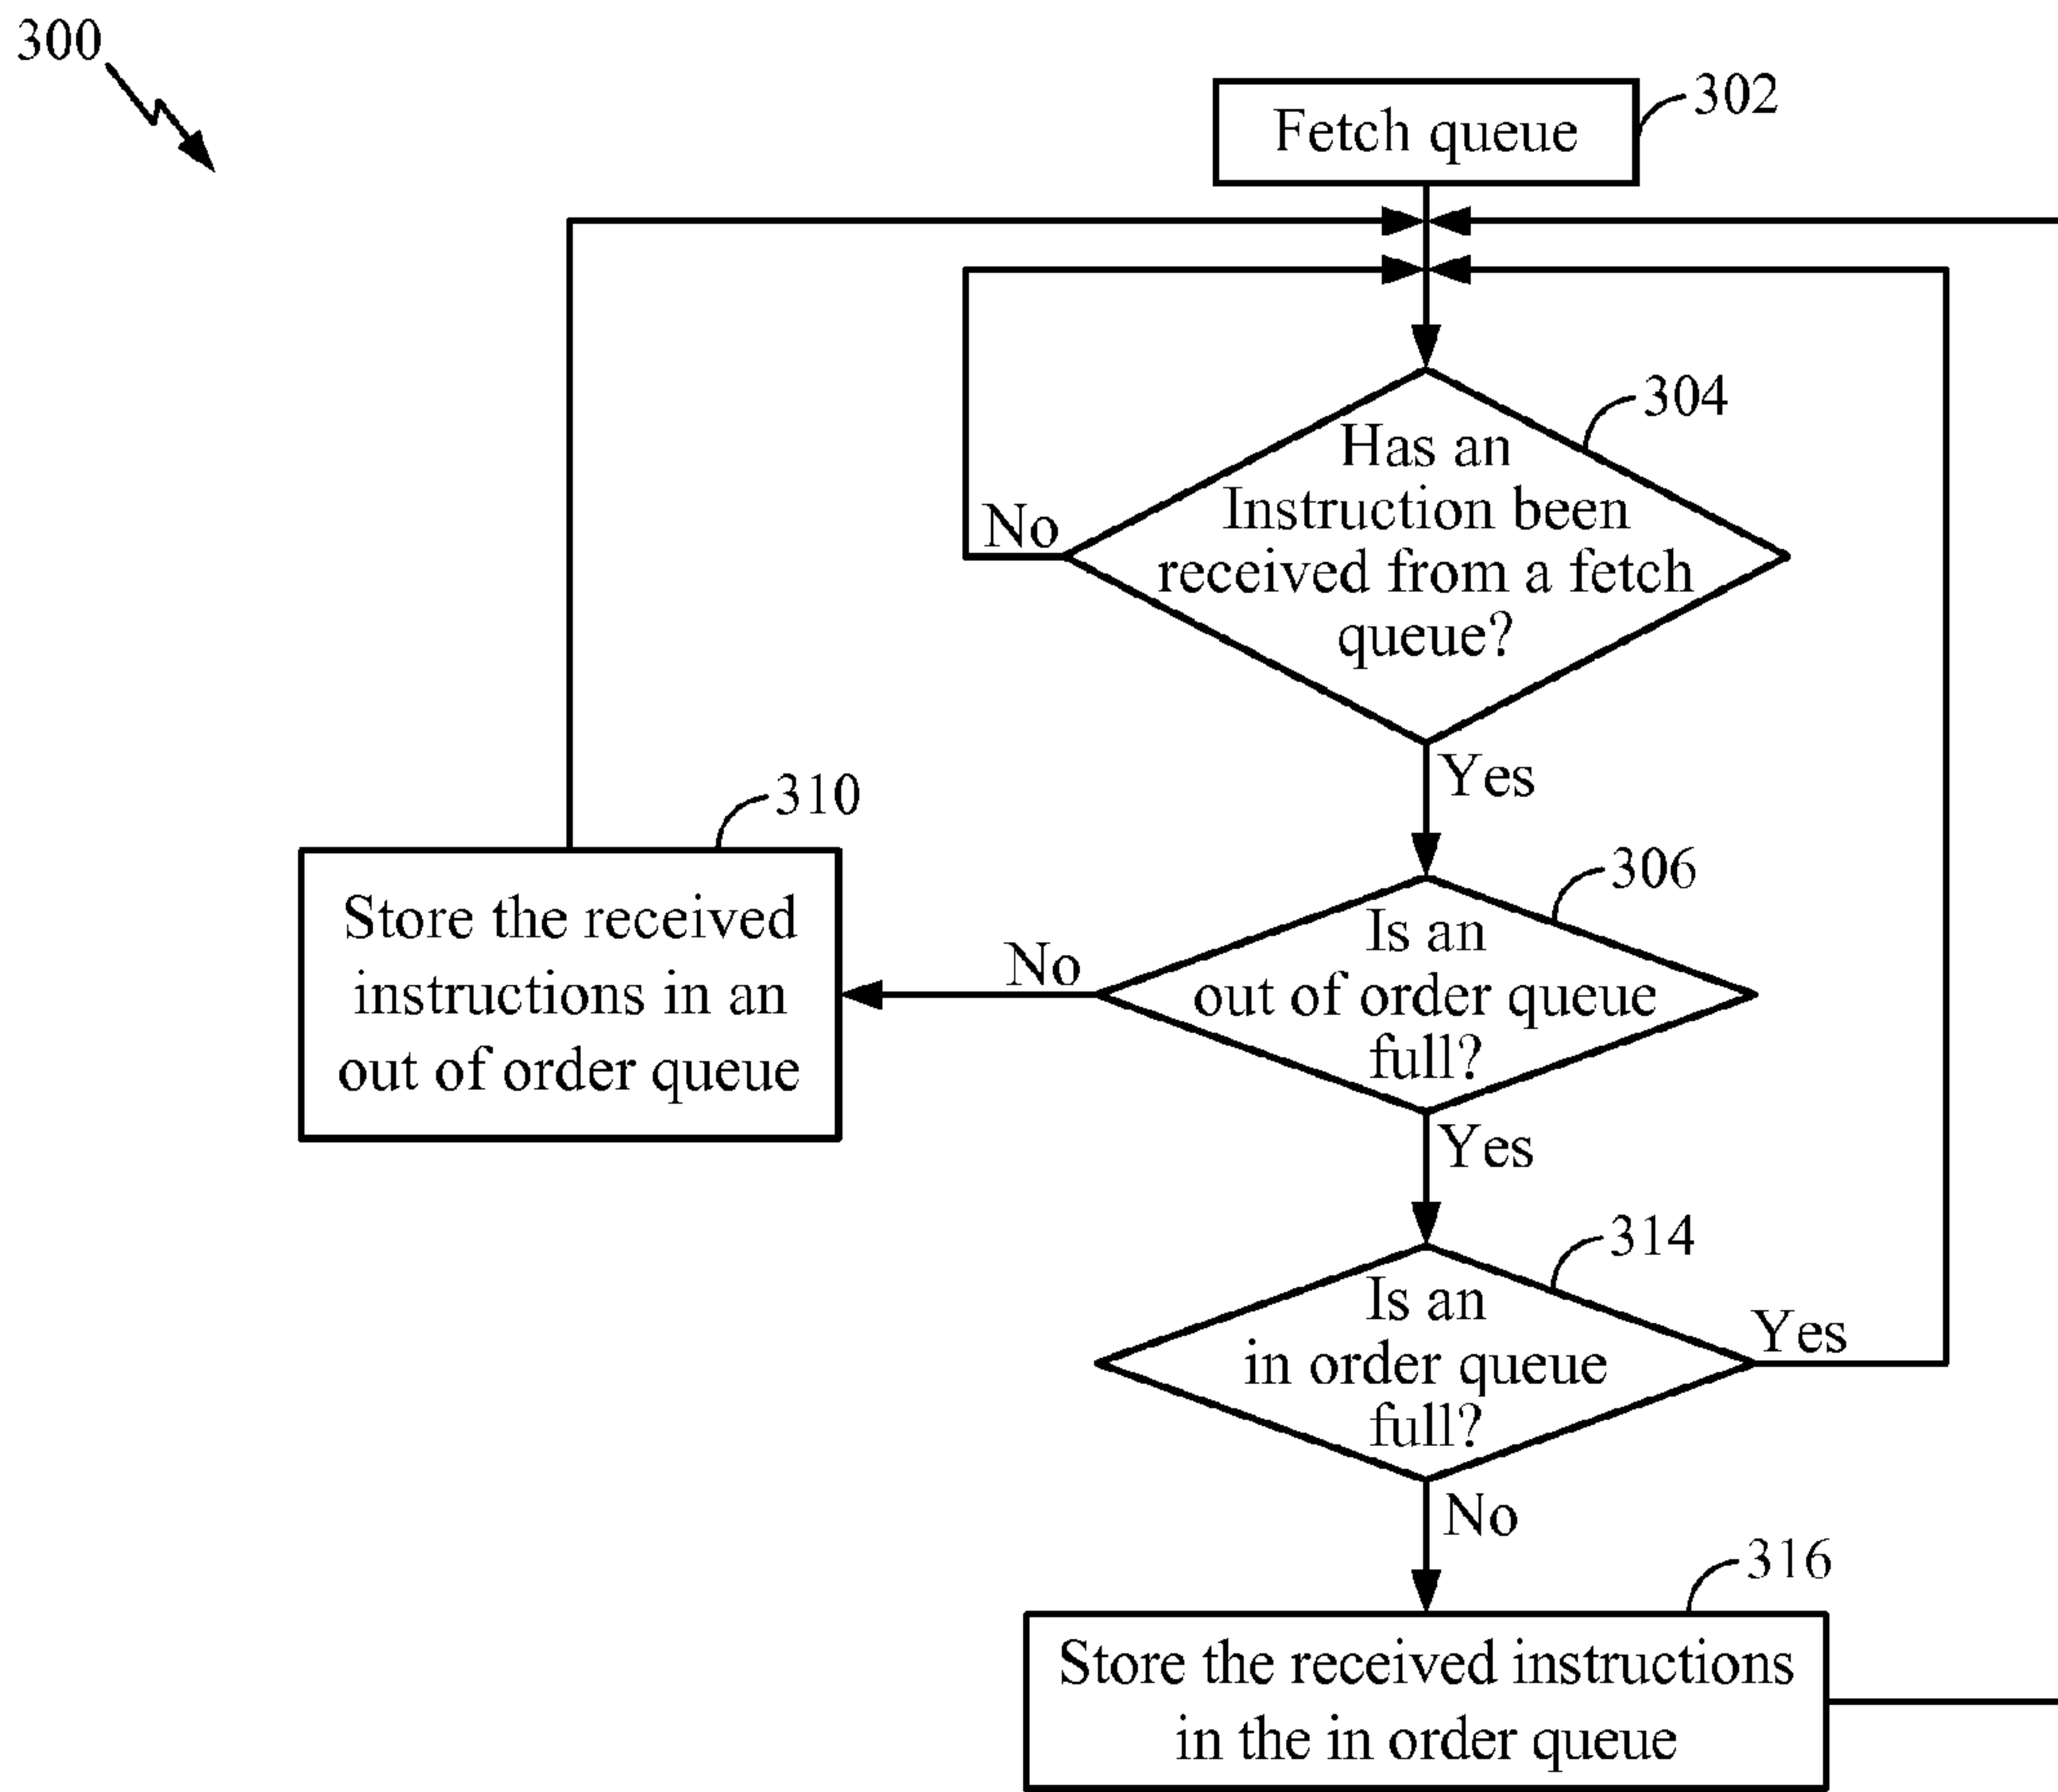 300
Fetch queue
302
304
Has an
Instruction been
received from a fetch
queue?
No
Yes
310
Store the received
instructions in an
out of order queue
306
Is an
out of order queue
full?
No
Yes
314
Is an
in order queue
full?
Yes
No
316
Store the received instructions
in the in order queue